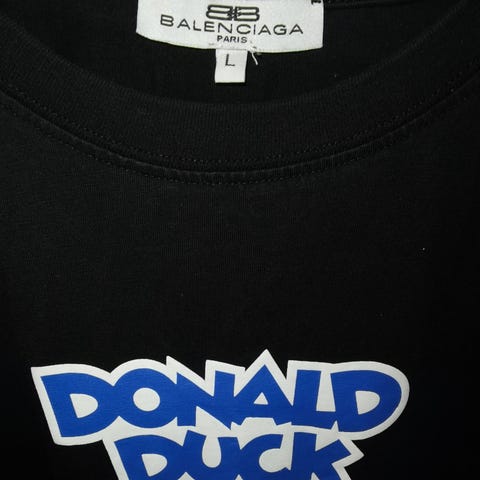 BB
BALENCIAGA
PARIS
L
DONALD
DUCK